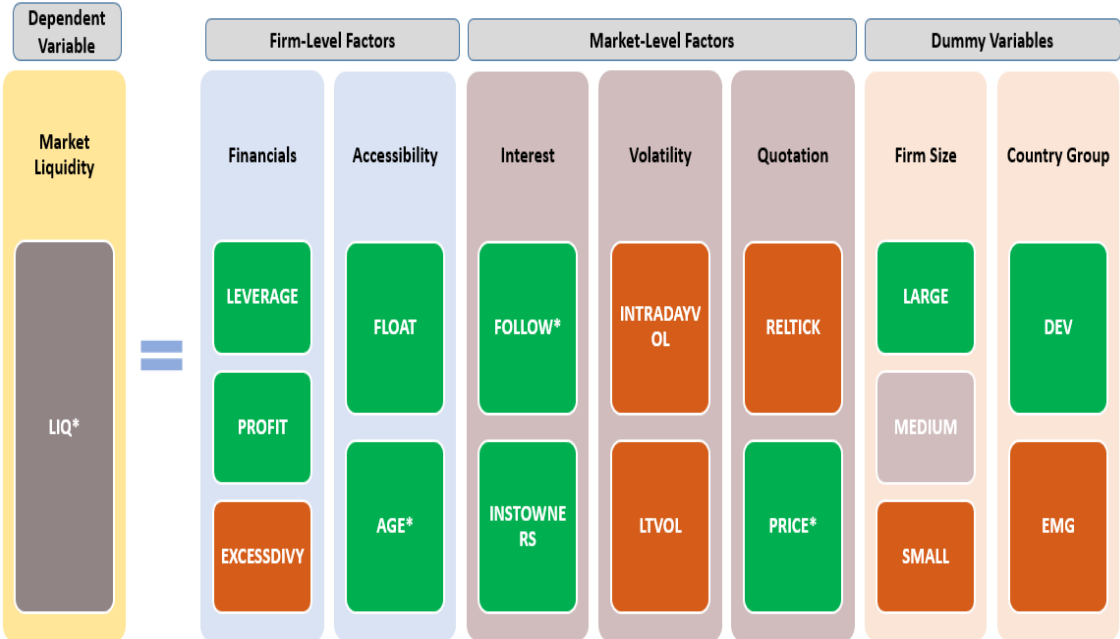 Dependent
Variable
Firm-Level Factors
Market-Level Factors
Dummy Variables
Market
Liquidity
Financials
Accessibility
Interest
Volatility
Quotation
Firm Size
Country Group
LIQ*
LEVERAGE
PROFIT
EXCESSDIVY
FLOAT
AGE*
FOLLOW*
INSTOWNE
RS
INTRADAYV
OL
LTVOL
RELTICK
PRICE*
LARGE
MEDIUM
SMALL
DEV
EMG